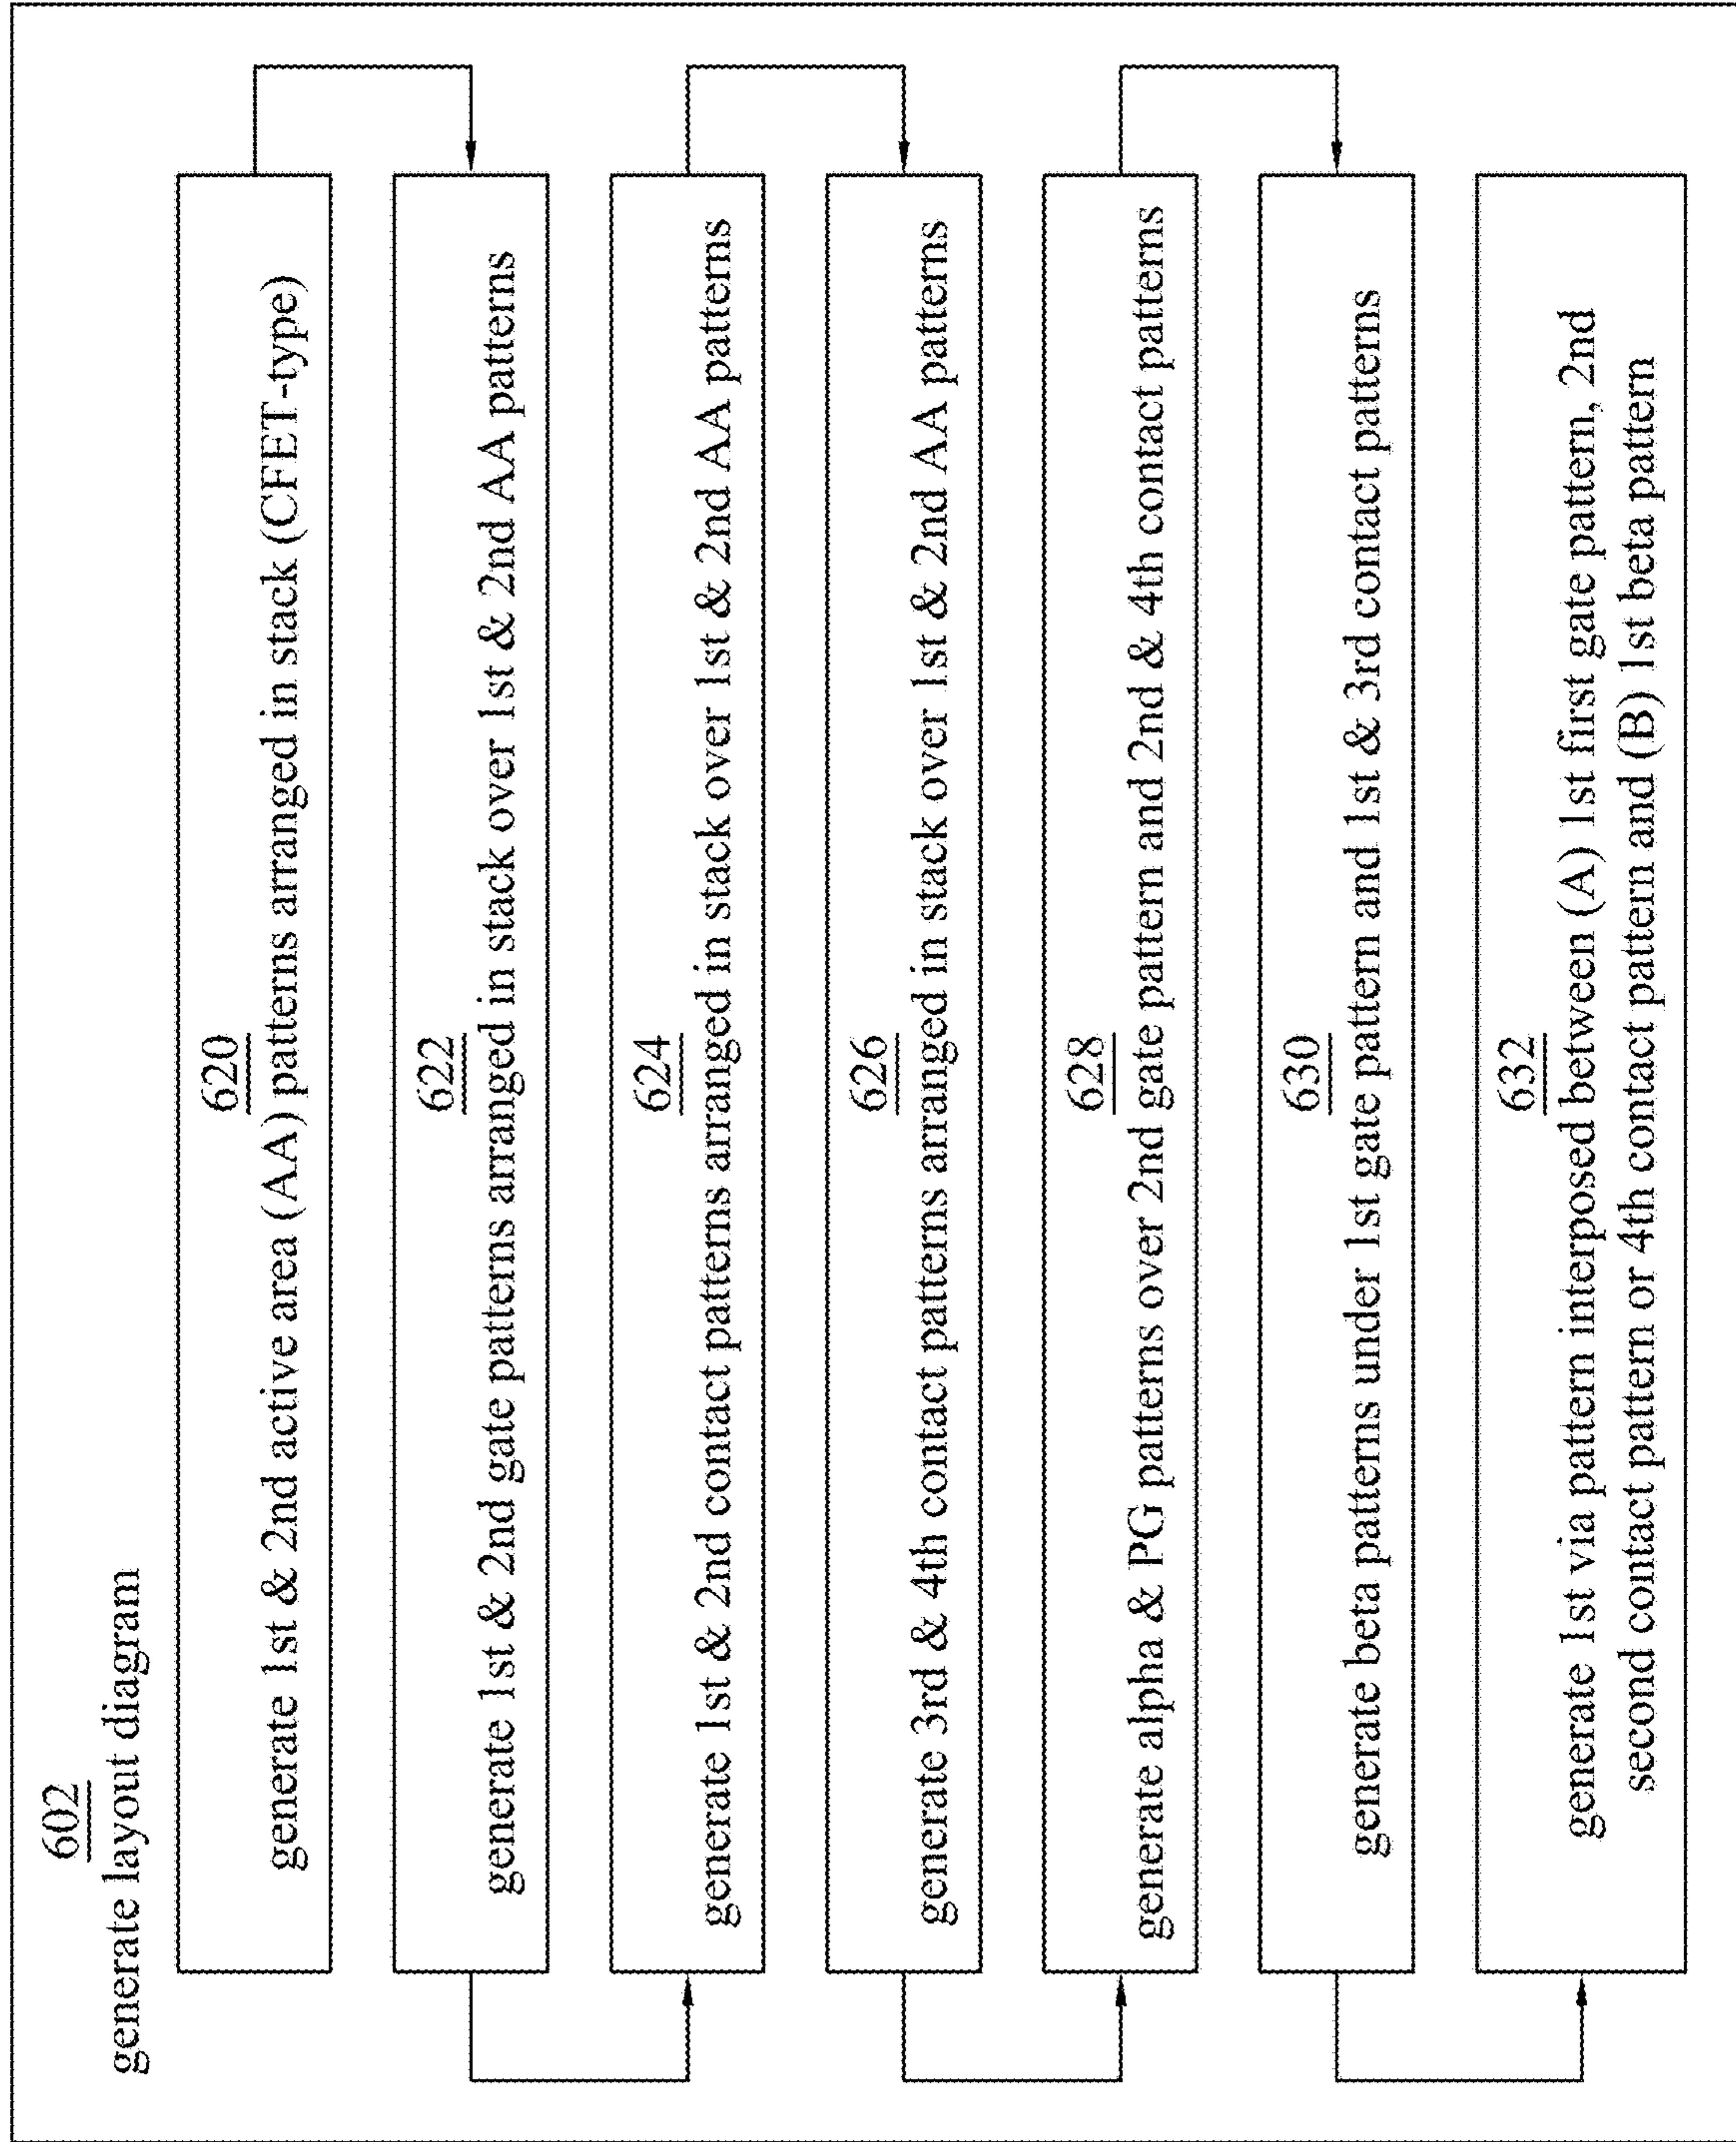 602
generate layout diagram
620
generate 1st & 2nd active area (AA) patterns arranged in stack (CFET-type)
622
generate 1st & 2nd gate patterns arranged in stack over 1st & 2nd AA patterns
624
generate 1st & 2nd contact patterns arranged in stack over 1st & 2nd AA patterns
626
generate 3rd & 4th contact patterns arranged in stack over 1st & 2nd AA patterns
628
generate alpha & PG patterns over 2nd gate pattern and 2nd & 4th contact patterns
630
generate beta patterns under 1st gate pattern and 1st & 3rd contact patterns
632
generate 1st via pattern interposed between (A) 1st first gate pattern, 2nd
second contact pattern or 4th contact pattern and (B) 1st beta pattern